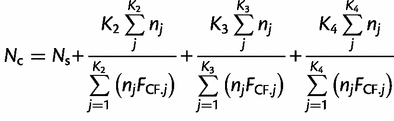 N_c = N_s + \frac{K_2 \sum_{j}^{K_2} n_j}{\sum_{j=1}^{K_2} (n_j F_{CF,j})} + \frac{K_3 \sum_{j}^{K_3} n_j}{\sum_{j=1}^{K_3} (n_j F_{CF,j})} + \frac{K_4 \sum_{j}^{K_4} n_j}{\sum_{j=1}^{K_4} (n_j F_{CF,j})}